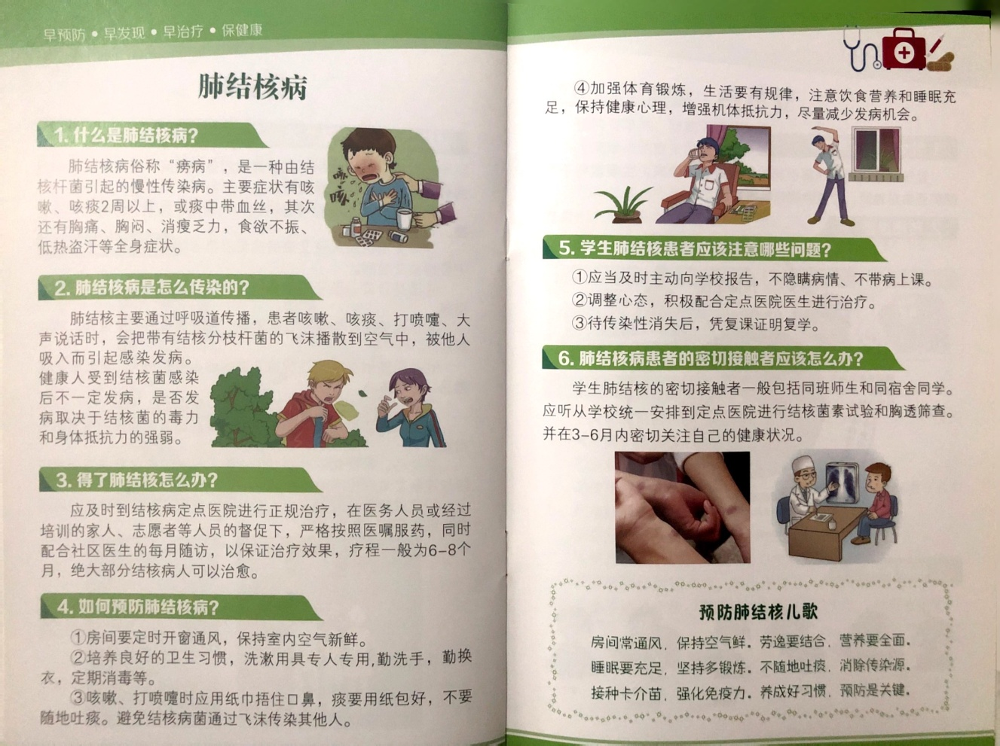 早预防•早发现•早治疗•保健康
肺结核病
1. 什么是肺结核病?
肺结核病俗称“痨病”，是一种由结
核杆菌引起的慢性传染病。主要症状有咳
嗽、咳痰2周以上，或痰中带血丝，其次
还有胸痛、胸闷、消瘦乏力，食欲不振、
低热盗汗等全身症状。
咳
咳
2. 肺结核病是怎么传染的?
肺结核主要通过呼吸道传播，患者咳嗽、咳痰、打喷嚏、大
声说话时，会把带有结核分枝杆菌的飞沫播散到空气中，被他人
吸入而引起感染发病。
健康人受到结核菌感染
后不一定发病，是否发
病取决于结核菌的毒力
和身体抵抗力的强弱。
3. 得了肺结核怎么办?
应及时到结核病定点医院进行正规治疗，在医务人员或经过
培训的家人、志愿者等人员的督促下，严格按照医嘱服药，同时
配合社区医生的每月随访，以保证治疗效果，疗程一般为6-8个
月，绝大部分结核病人可以治愈。
4. 如何预防肺结核病?
①房间要定时开窗通风，保持室内空气新鲜。
②培养良好的卫生习惯，洗漱用具专人专用,勤洗手，勤换
衣，定期消毒等。
③咳嗽、打喷嚏时应用纸巾捂住口鼻，痰要用纸包好，不要
随地吐痰。避免结核病菌通过飞沫传染其他人。
④加强体育锻炼，生活要有规律，注意饮食营养和睡眠充
足，保持健康心理，增强机体抵抗力，尽量减少发病机会。
5. 学生肺结核患者应该注意哪些问题?
①应当及时主动向学校报告，不隐瞒病情、不带病上课。
②调整心态，积极配合定点医院医生进行治疗。
③待传染性消失后，凭复课证明复学。
6. 肺结核病患者的密切接触者应该怎么办?
学生肺结核的密切接触者一般包括同班师生和同宿舍同学。
应听从学校统一安排到定点医院进行结核菌素试验和胸透筛查。
并在3-6月内密切关注自己的健康状况。
预防肺结核儿歌
房间常通风，保持空气鲜。劳逸要结合，营养要全面。
睡眠要充足，坚持多锻炼。不随地吐痰，消除传染源。
接种卡介苗，强化免疫力。养成好习惯，预防是关键。